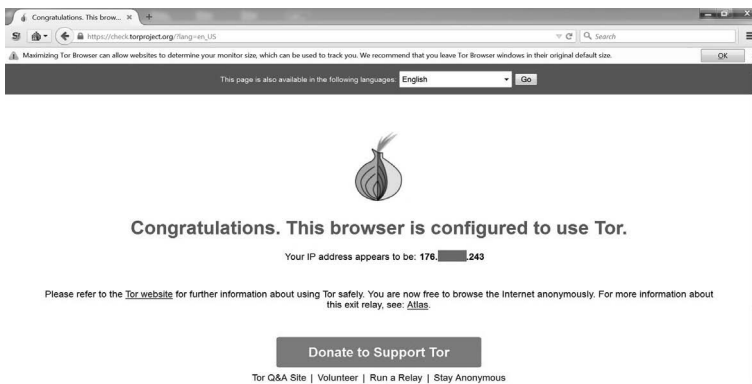 Congratulations. This brow...
https://check.torproject.org/?lang=en_US
Search
Maximizing Tor Browser can allow websites to determine your monitor size, which can be used to track you. We recommend that you leave Tor Browser windows in their original default size.
OK
This page is also available in the following languages: English
Go
Congratulations. This browser is configured to use Tor.
Your IP address appears to be: 176. .243
Please refer to the Tor website for further information about using Tor safely. You are now free to browse the Internet anonymously. For more information about
this exit relay, see: Atlas.
Donate to Support Tor
Tor Q&A Site | Volunteer | Run a Relay | Stay Anonymous